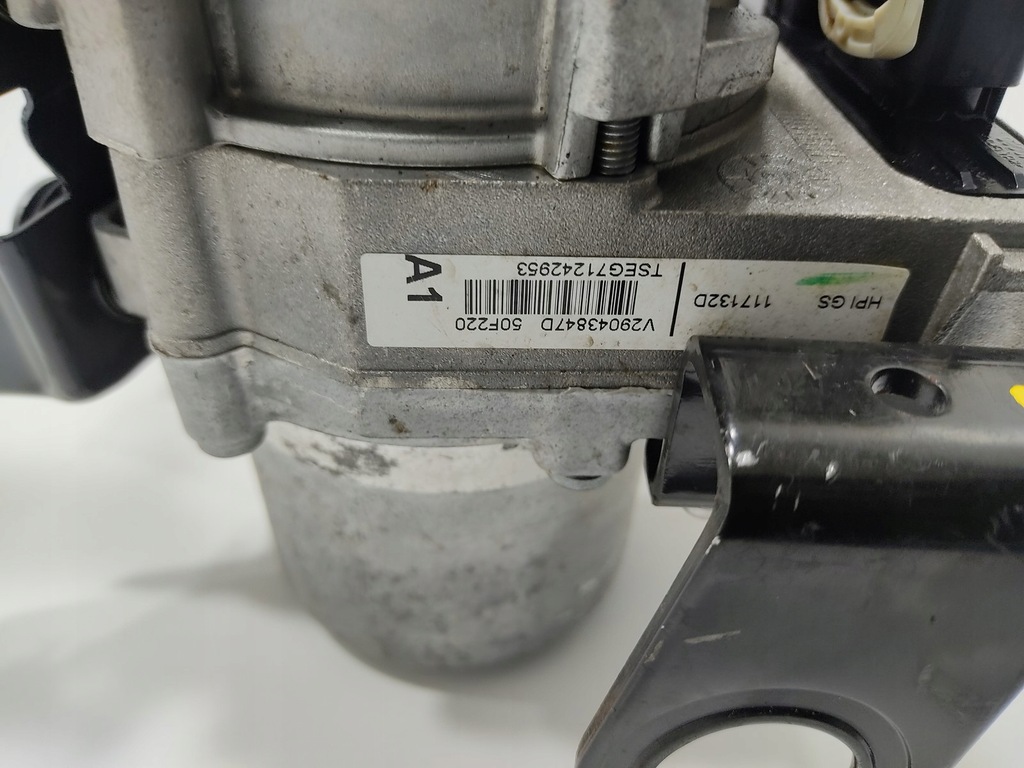 HPI GS 117132D
V29043847D 50F220
TSEG71242953
A1